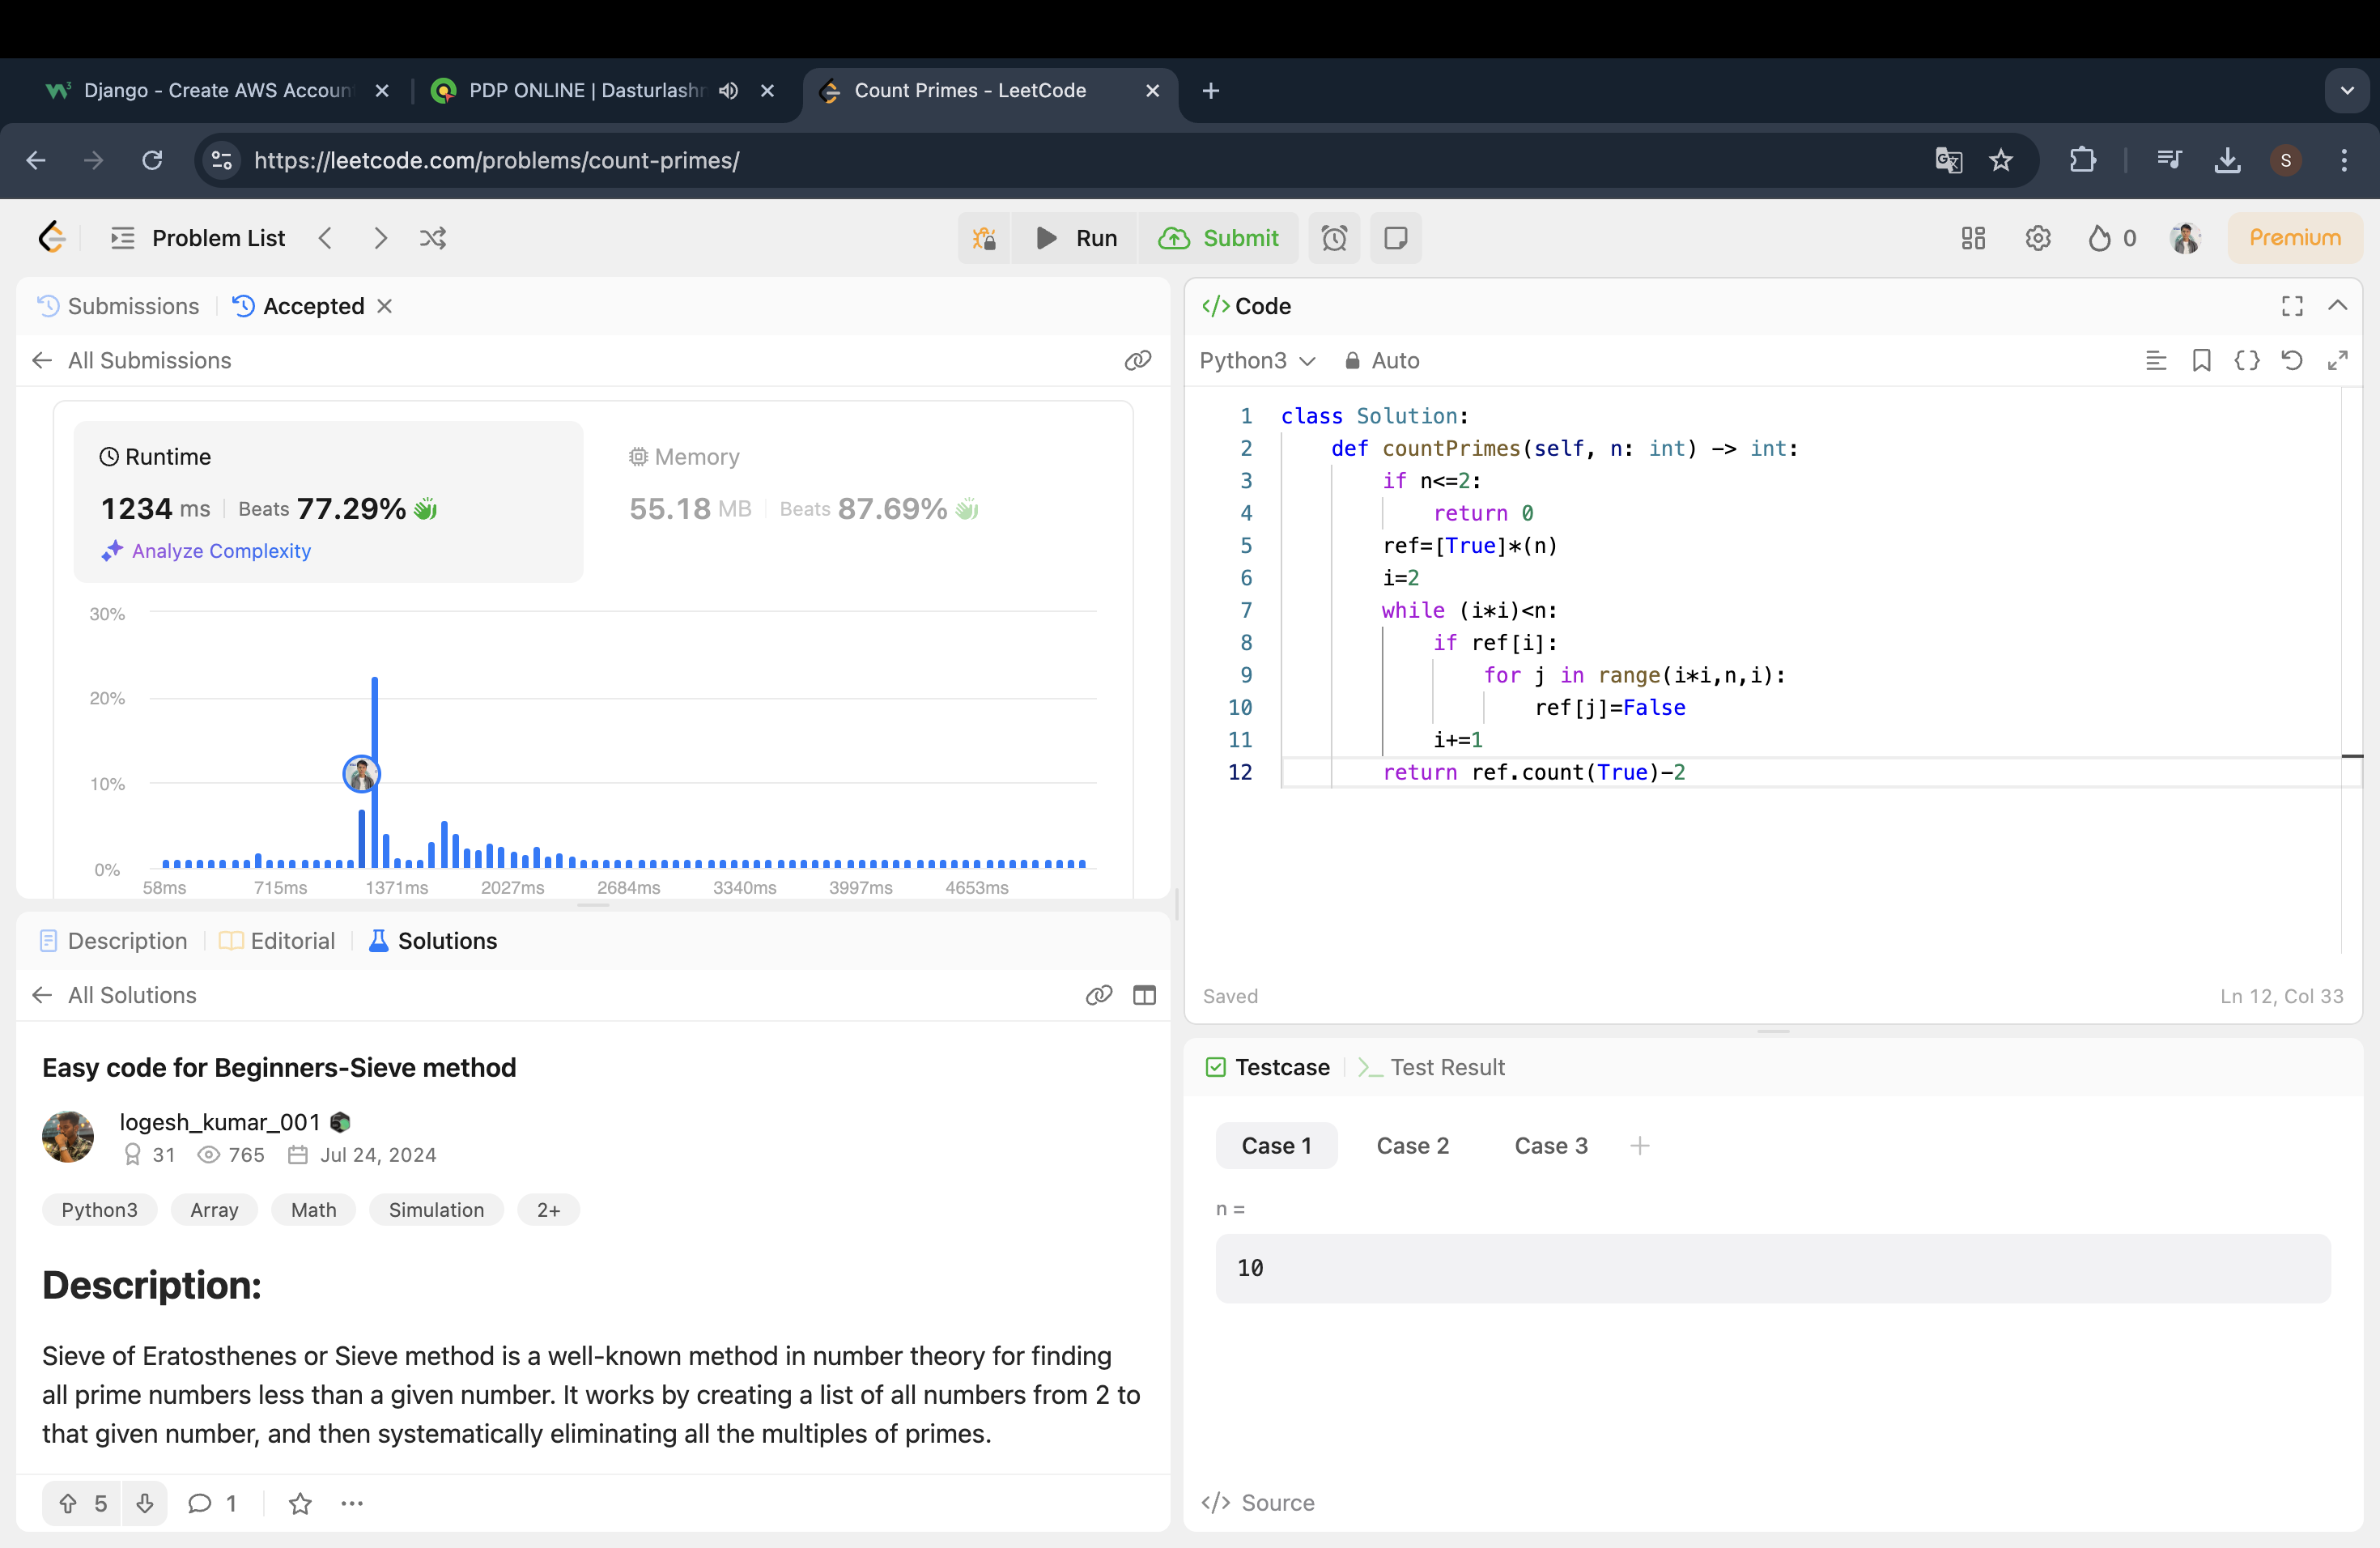 Django - Create AWS Accoun
PDP ONLINE | Dasturlash
Count Primes - LeetCode
https://leetcode.com/problems/count-primes/
S
Problem List
Run
Submit
0
Premium
Submissions
Accepted
All Submissions
Runtime
1234 ms
Beats 77.29%
Analyze Complexity
Memory
55.18 MB
Beats 87.69%
30%
20%
10%
0%
58ms 715ms 1371ms 2027ms 2684ms 3340ms 3997ms 4653ms
Description
Editorial
Solutions
All Solutions
Easy code for Beginners-Sieve method
logesh_kumar_001
31 765 Jul 24, 2024
Python3 Array Math Simulation 2+
Description:
Sieve of Eratosthenes or Sieve method is a well-known method in number theory for finding
all prime numbers less than a given number. It works by creating a list of all numbers from 2 to
that given number, and then systematically eliminating all the multiples of primes.
5 1
</> Code
Python3 Auto
1 class Solution:
2     def countPrimes(self, n: int) -> int:
3         if n<=2:
4             return 0
5         ref=[True]*(n)
6         i=2
7         while (i*i)<n:
8             if ref[i]:
9                 for j in range(i*i,n,i):
10                     ref[j]=False
11             i+=1
12         return ref.count(True)-2
Saved
Ln 12, Col 33
Testcase
Test Result
Case 1 Case 2 Case 3 +
n =
10
</> Source